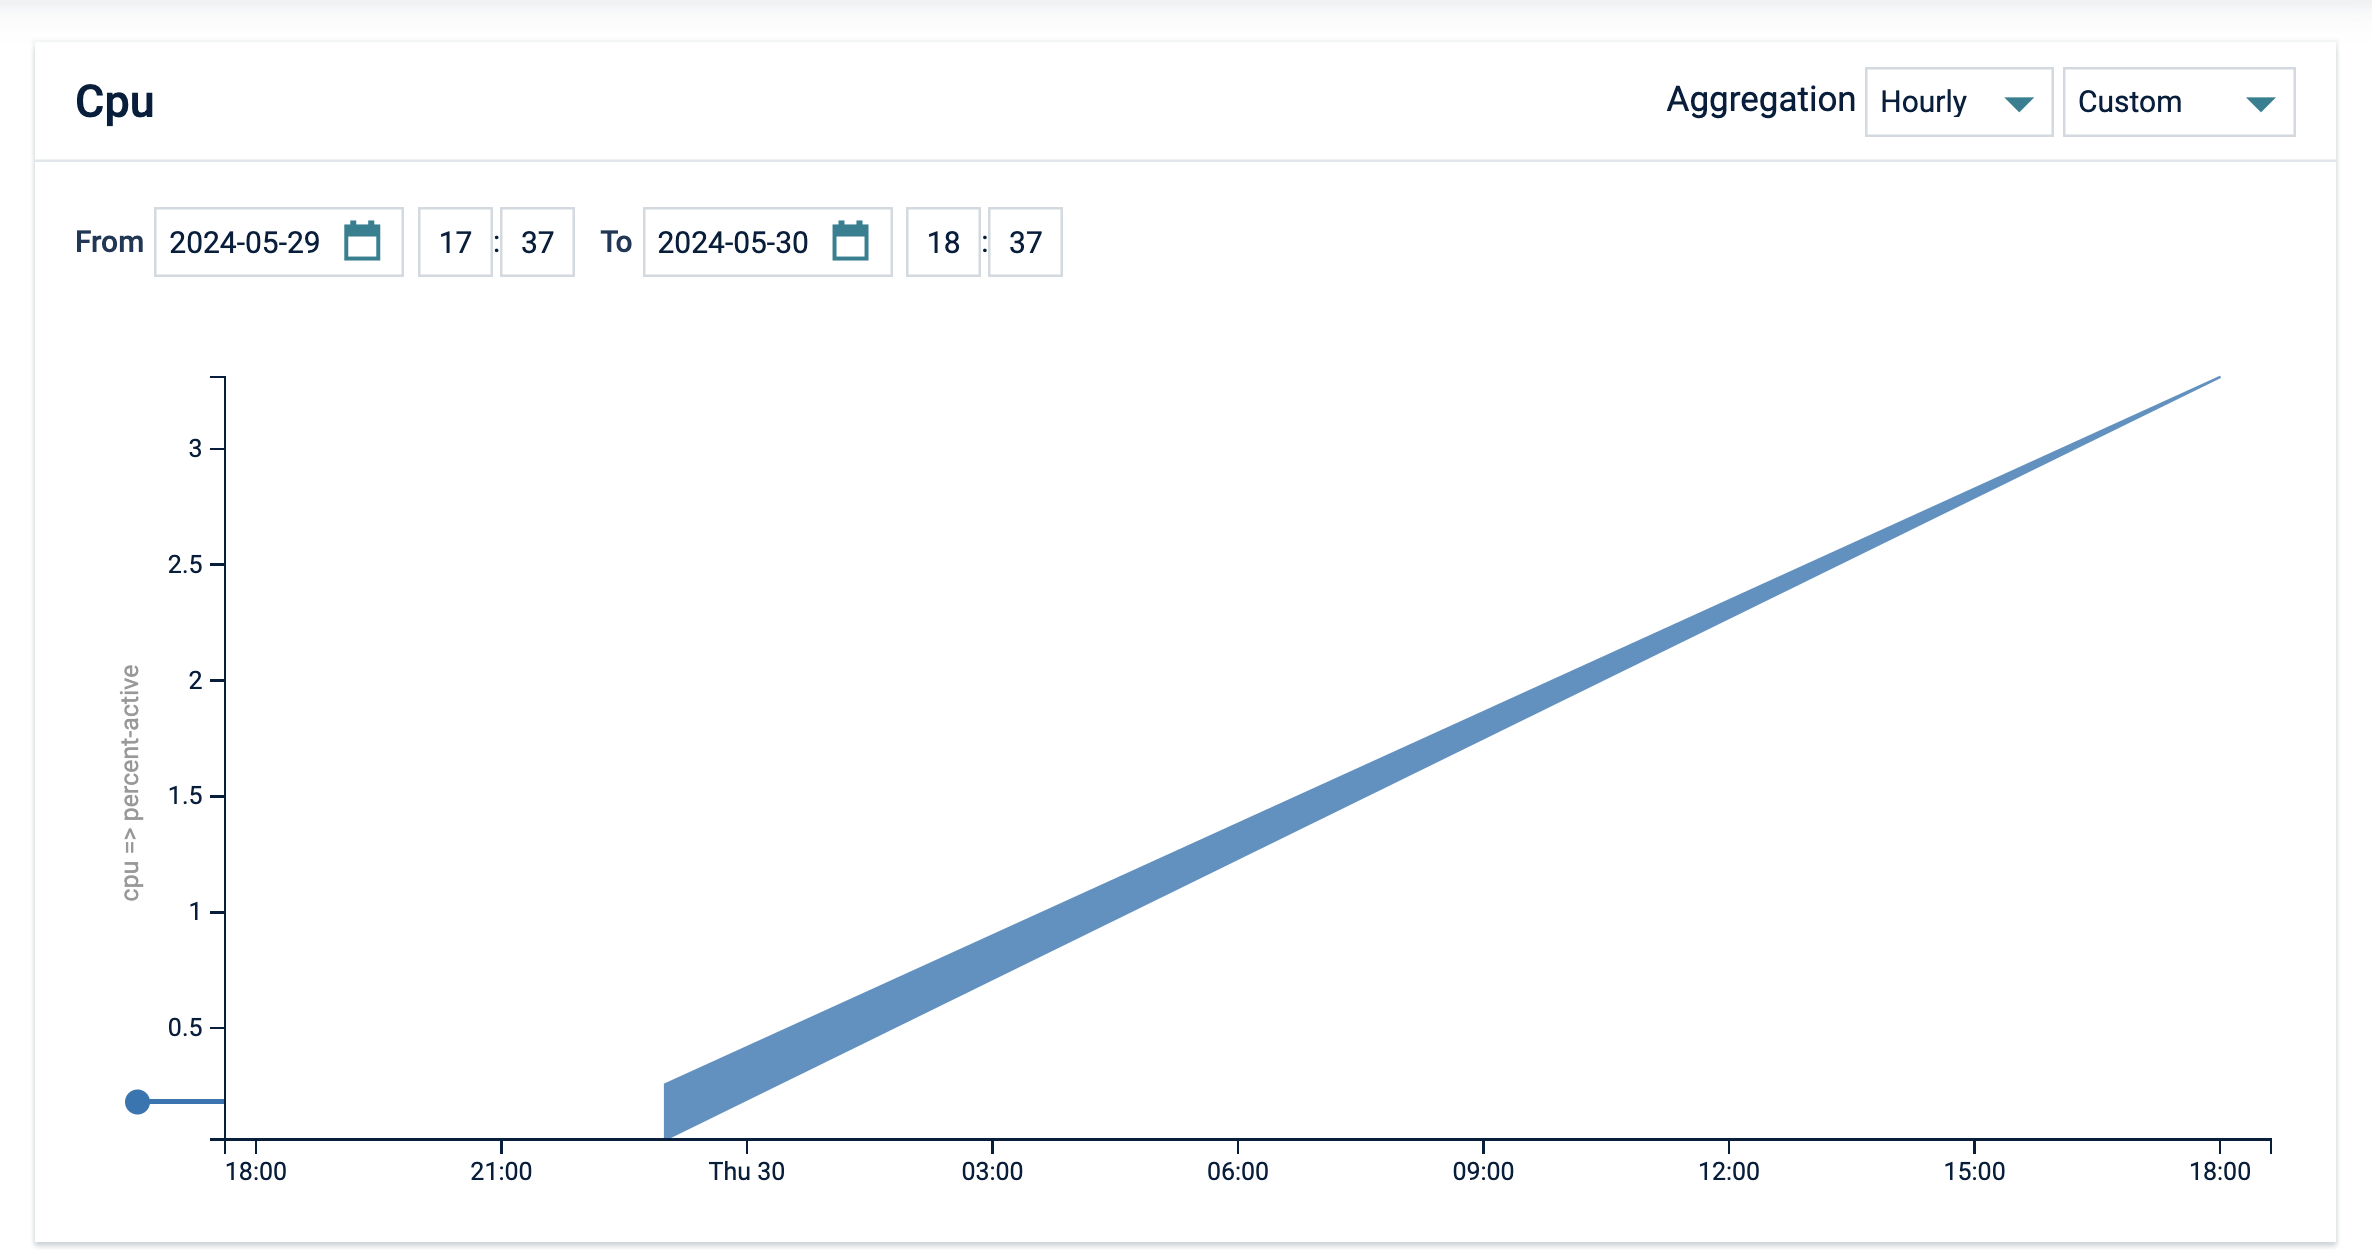 Cpu
Aggregation Hourly Custom
From 2024-05-29 17 : 37 To 2024-05-30 18 : 37
3
2.5
2
1.5
1
0.5
cpu => percent-active
18:00 21:00 Thu 30 03:00 06:00 09:00 12:00 15:00 18:00